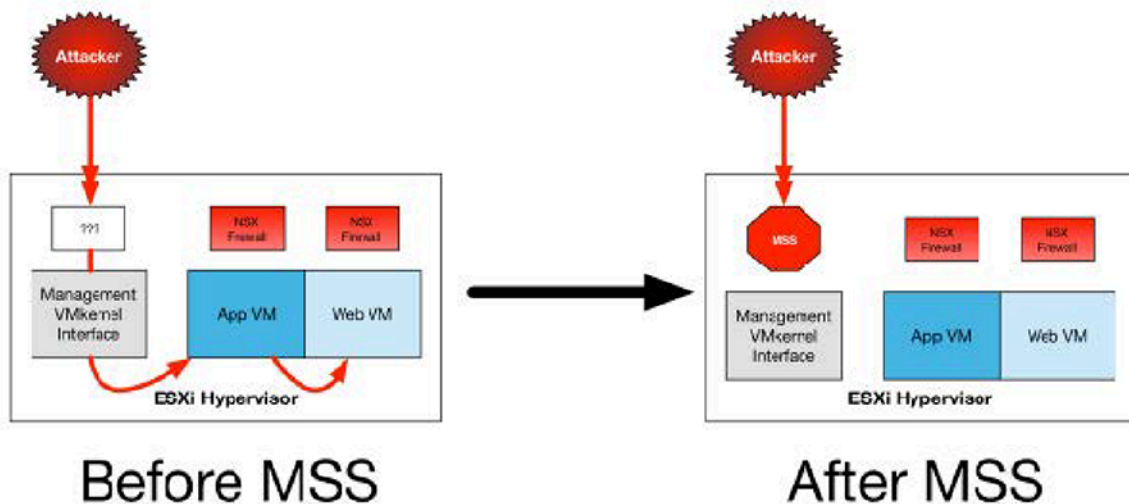 Attacker
???
NSX
Firewall
NSX
Firewall
Management
VMkernel
Interface
App VM
Web VM
ESXi Hypervisor
Before MSS
Attacker
MSS
NSX
Firewall
NSX
Firewall
Management
VMkernel
Interface
App VM
Web VM
ESXi Hypervisor
After MSS